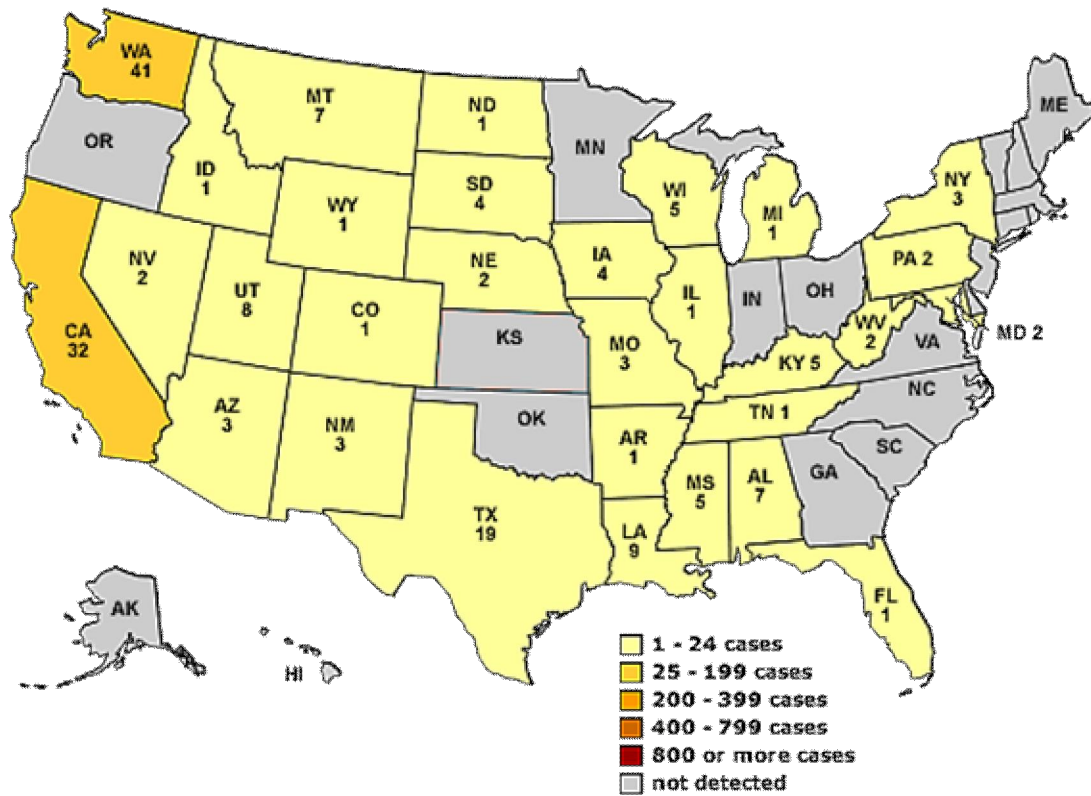 WA
41
MT
7
ND
1
MN
ME
OR
ID
1
SD
4
WI
5
NY
3
WY
1
MI
1
NV
2
UT
8
NE
2
IA
4
PA 2
CO
1
IL
1
IN
OH
CA
32
KS
MO
3
WV
2
VA
MD 2
KY 5
NC
AZ
3
NM
3
OK
AR
1
TN 1
SC
MS
5
AL
7
GA
TX
19
LA
9
FL
1
AK
HI
1 - 24 cases
25 - 199 cases
200 - 399 cases
400 - 799 cases
800 or more cases
not detected